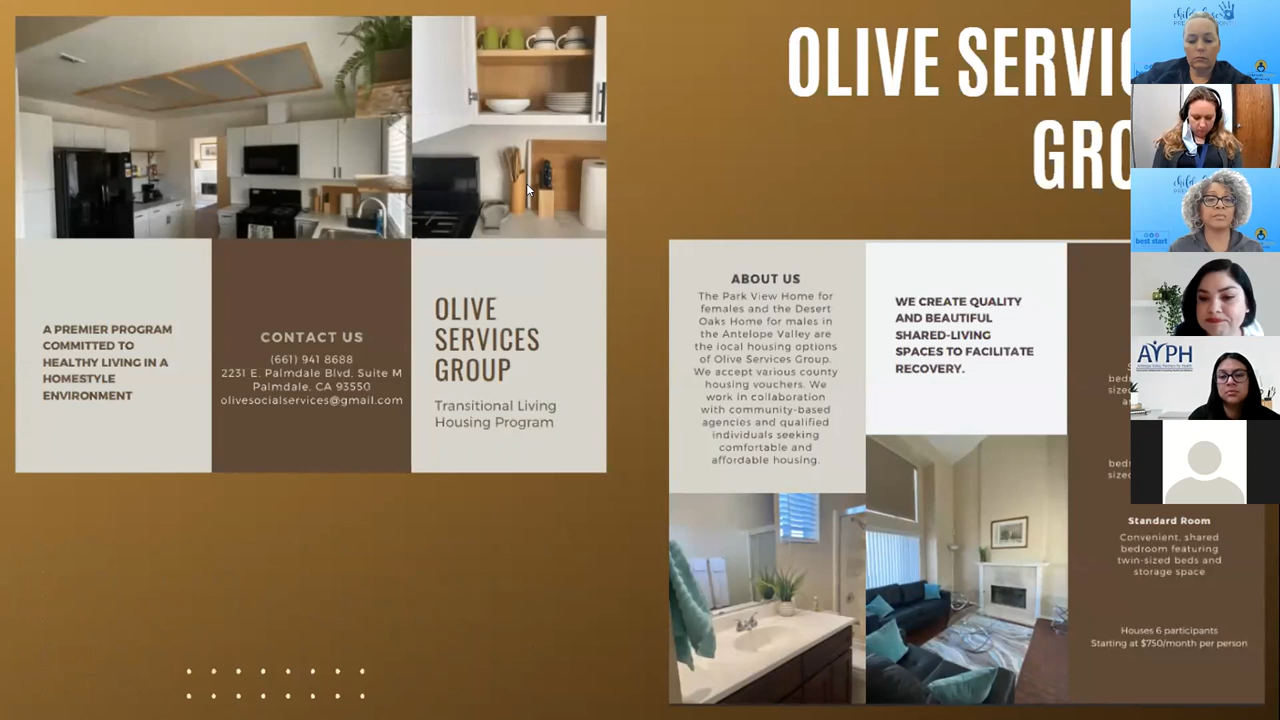 OLIVE SERVIC
GRO
A PREMIER PROGRAM
COMMITTED TO
HEALTHY LIVING IN A
HOMESTYLE
ENVIRONMENT
CONTACT US
(661) 941 8688
2231 E. Palmdale Blvd, Suite M
Palmdale, CA 93550
olivesocialservices@gmail.com
OLIVE
SERVICES
GROUP
Transitional Living
Housing Program
ABOUT US
The Park View Home for
females and the Desert
Oaks Home for males in
the Antelope Valley are
the local housing options
of Olive Services Group.
We accept various county
housing vouchers. We
work in collaboration
with community-based
agencies and qualified
individuals seeking
comfortable and
affordable housing.
WE CREATE QUALITY
AND BEAUTIFUL
SHARED-LIVING
SPACES TO FACILITATE
RECOVERY.
Standard Room
Convenient, shared
bedroom featuring
twin-sized beds and
storage space
Houses 6 participants
Starting at $750/month per person
best start
AVPH